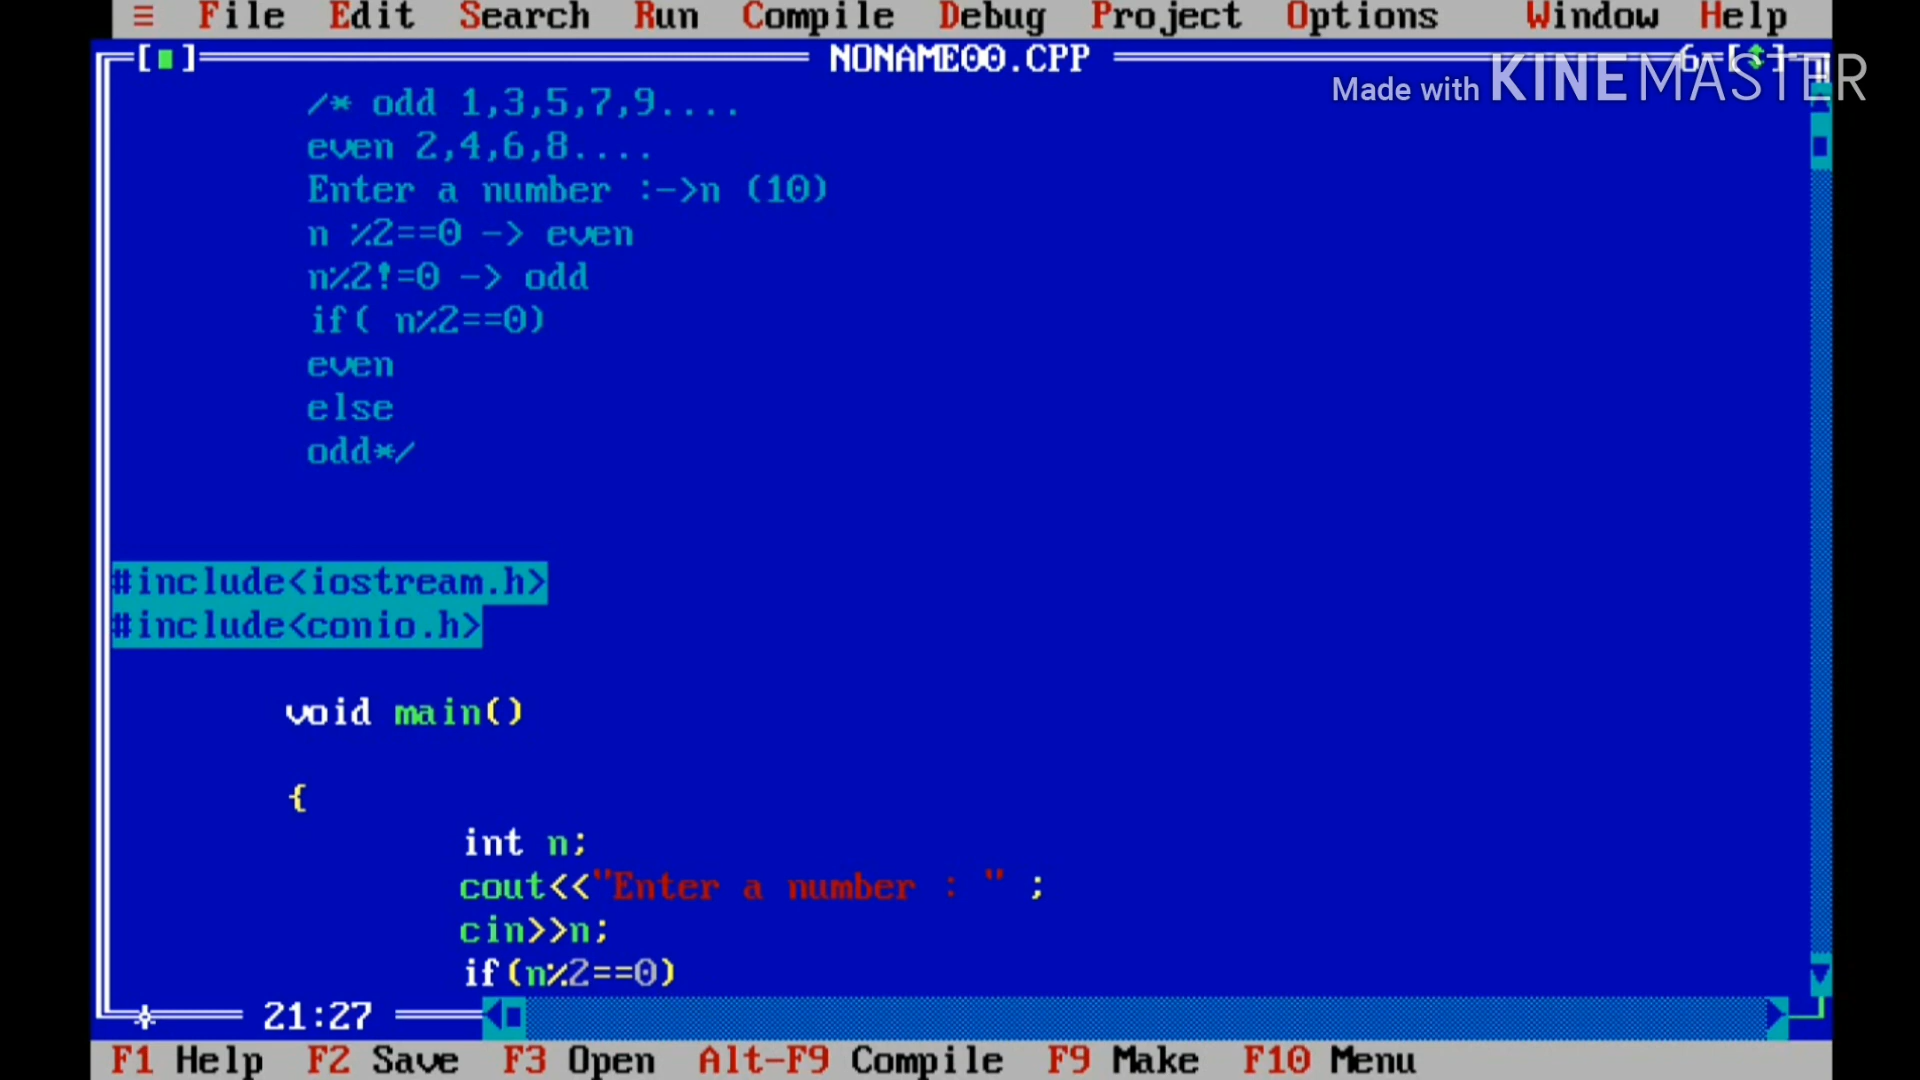 ≡ File Edit Search Run Compile Debug Project Options Window Help
[■] NONAME00.CPP 6=[↕]
Made with KINEMASTER
/* odd 1,3,5,7,9....
even 2,4,6,8....
Enter a number :->n (10)
n %2==0 -> even
n%2!=0 -> odd
if( n%2==0)
even
else
odd*/
#include<iostream.h>
#include<conio.h>
void main()
{
int n;
cout<<"Enter a number : " ;
cin>>n;
if(n%2==0)
21:27
F1 Help F2 Save F3 Open Alt-F9 Compile F9 Make F10 Menu